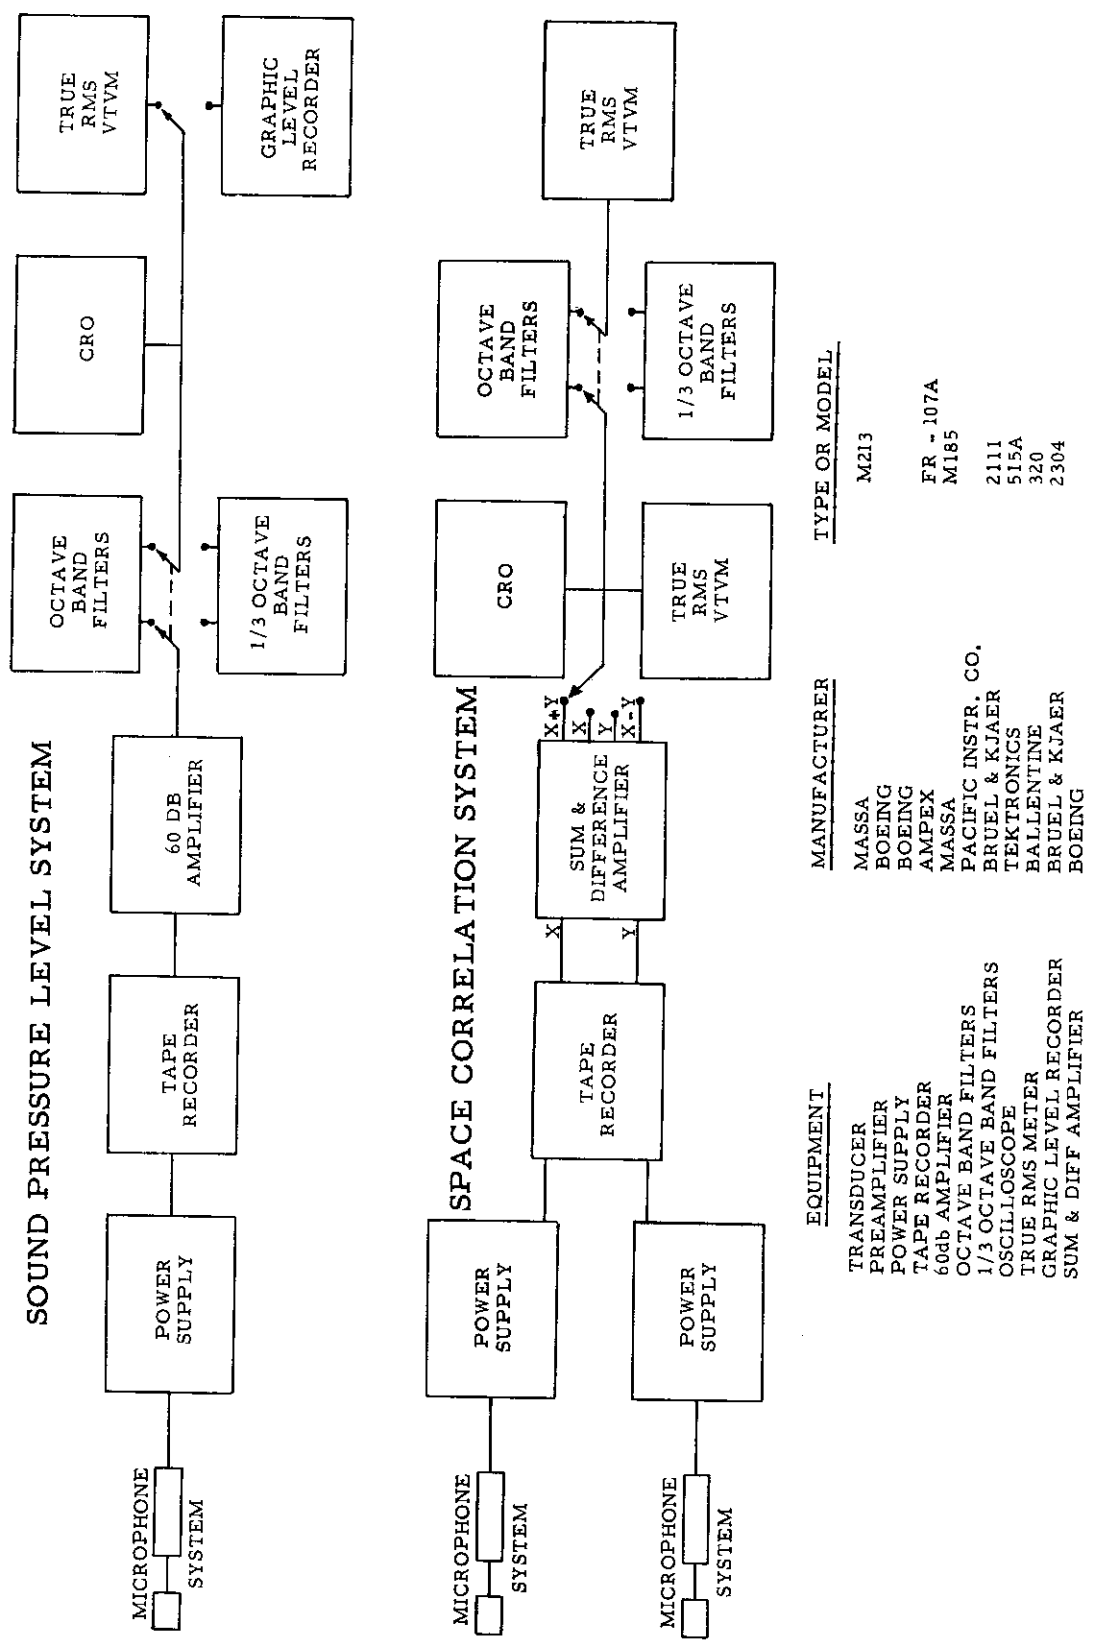 SOUND PRESSURE LEVEL SYSTEM
MICROPHONE
SYSTEM
POWER
SUPPLY
TAPE
RECORDER
60 DB
AMPLIFIER
OCTAVE
BAND
FILTERS
1/3 OCTAVE
BAND
FILTERS
CRO
TRUE
RMS
VTVM
GRAPHIC
LEVEL
RECORDER
SPACE CORRELATION SYSTEM
MICROPHONE
SYSTEM
MICROPHONE
SYSTEM
POWER
SUPPLY
POWER
SUPPLY
TAPE
RECORDER
X
Y
SUM &
DIFFERENCE
AMPLIFIER
X+Y
X
Y
X-Y
CRO
TRUE
RMS
VTVM
OCTAVE
BAND
FILTERS
1/3 OCTAVE
BAND
FILTERS
TRUE
RMS
VTVM
EQUIPMENT MANUFACTURER TYPE OR MODEL
TRANSDUCER MASSA M213
PREAMPLIFIER BOEING
POWER SUPPLY BOEING
TAPE RECORDER AMPEX FR - 107A
60db AMPLIFIER MASSA M185
OCTAVE BAND FILTERS PACIFIC INSTR. CO.
1/3 OCTAVE BAND FILTERS BRUEL & KJAER 2111
OSCILLOSCOPE TEKTRONICS 515A
TRUE RMS METER BALLENTINE 320
GRAPHIC LEVEL RECORDER BRUEL & KJAER 2304
SUM & DIFF AMPLIFIER BOEING